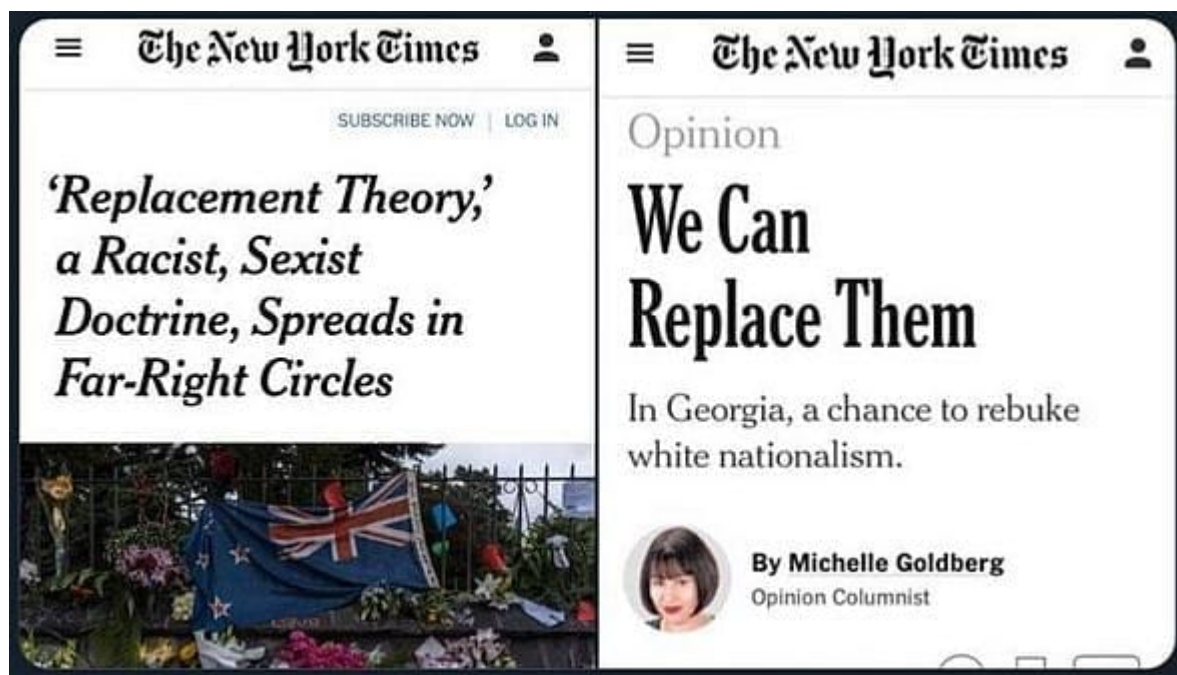 The New York Times
SUBSCRIBE NOW | LOG IN
‘Replacement Theory,’
a Racist, Sexist
Doctrine, Spreads in
Far-Right Circles
The New York Times
Opinion
We Can
Replace Them
In Georgia, a chance to rebuke
white nationalism.
By Michelle Goldberg
Opinion Columnist